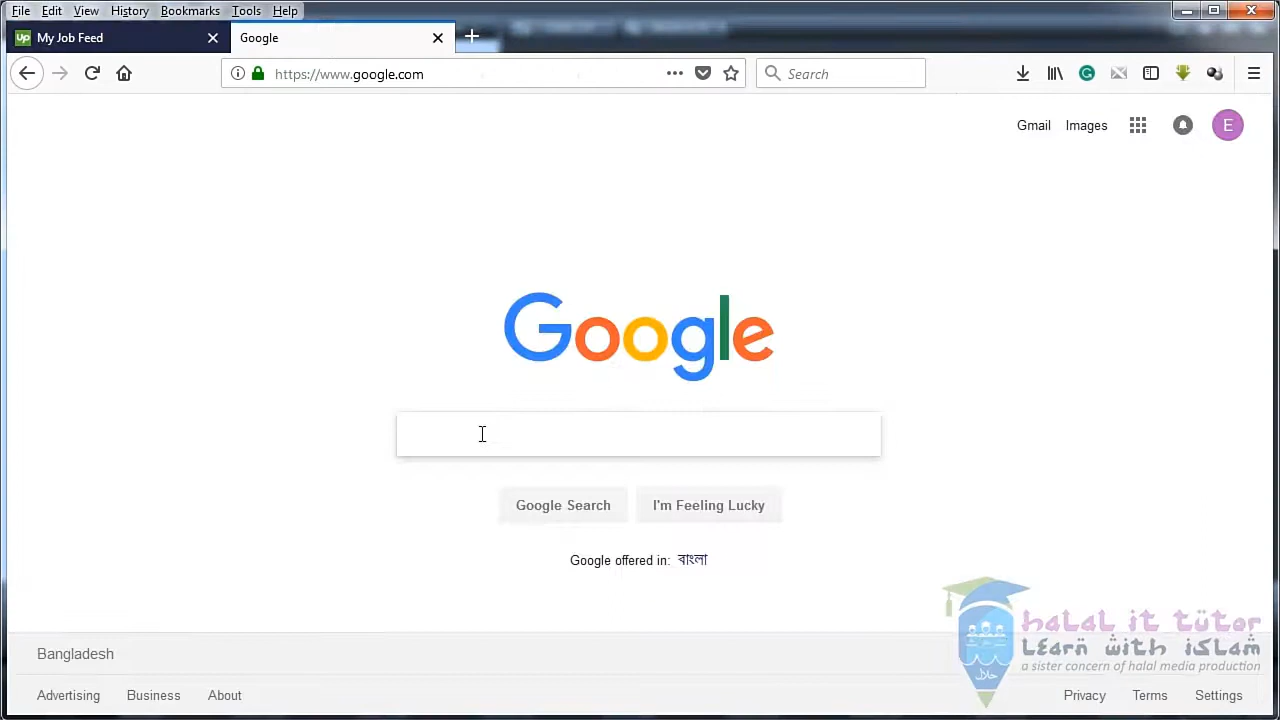 File Edit View History Bookmarks Tools Help
Up My Job Feed
Google
https://www.google.com
Search
Gmail Images
E
Google
Google Search
I'm Feeling Lucky
Google offered in: বাংলা
halal it tutor
Learn with islam
a sister concern of halal media production
حلال
Bangladesh
Advertising Business About
Privacy Terms Settings